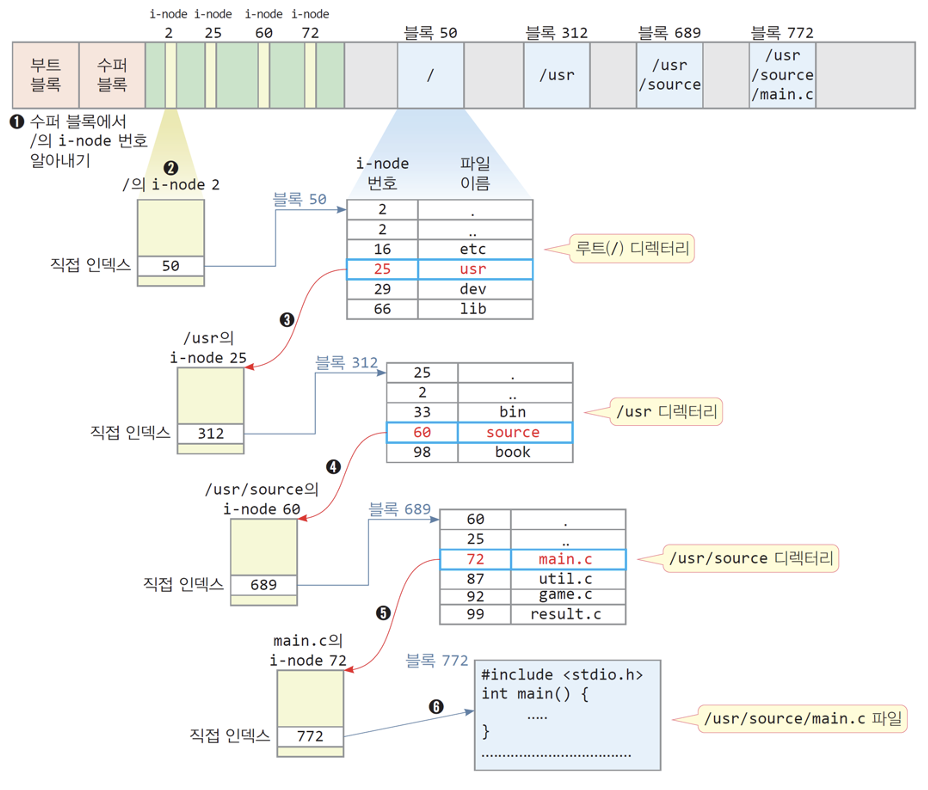 i-node i-node i-node i-node
2 25 60 72
블록 50 블록 312 블록 689 블록 772
부트
블록
수퍼
블록
/
/usr
/usr
/source
/usr
/source
/main.c
❶ 수퍼 블록에서
/의 i-node 번호
알아내기
❷
/의 i-node 2
직접 인덱스 50
블록 50
i-node
번호
파일
이름
2 .
2 ..
16 etc
25 usr
29 dev
66 lib
루트(/) 디렉터리
❸
/usr의
i-node 25
직접 인덱스 312
블록 312
25 .
2 ..
33 bin
60 source
98 book
/usr 디렉터리
❹
/usr/source의
i-node 60
직접 인덱스 689
블록 689
60 .
25 ..
72 main.c
87 util.c
92 game.c
99 result.c
/usr/source 디렉터리
❺
main.c의
i-node 72
직접 인덱스 772
❻
블록 772
#include <stdio.h>
int main() {
.....
}
....................................
/usr/source/main.c 파일